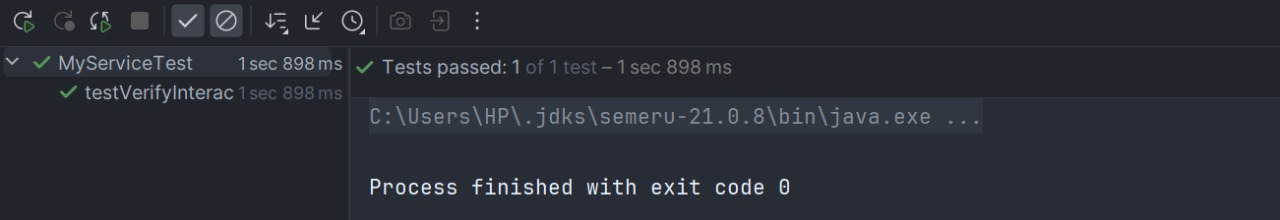 MyServiceTest 1 sec 898 ms
testVerifyInterac 1 sec 898 ms
Tests passed: 1 of 1 test – 1 sec 898 ms
C:\Users\HP\.jdks\semeru-21.0.8\bin\java.exe ...
Process finished with exit code 0